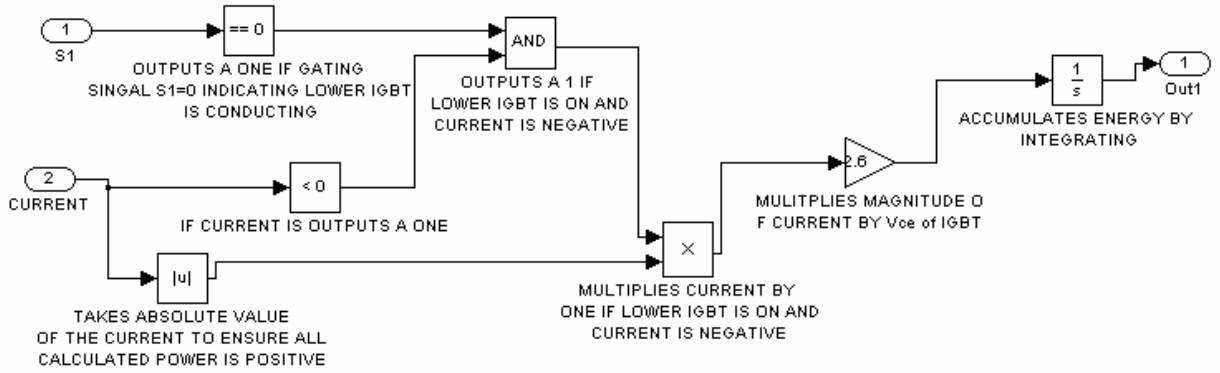 1
S1
== 0
OUTPUTS A ONE IF GATING
SINGAL S1=0 INDICATING LOWER IGBT
IS CONDUCTING
AND
OUTPUTS A 1 IF
LOWER IGBT IS ON AND
CURRENT IS NEGATIVE
1
s
ACCUMULATES ENERGY BY
INTEGRATING
1
Out1
2
CURRENT
< 0
IF CURRENT IS OUTPUTS A ONE
2.6
MULITPLIES MAGNITUDE O
F CURRENT BY Vce of IGBT
|u|
TAKES ABSOLUTE VALUE
OF THE CURRENT TO ENSURE ALL
CALCULATED POWER IS POSITIVE
×
MULTIPLIES CURRENT BY
ONE IF LOWER IGBT IS ON AND
CURRENT IS NEGATIVE